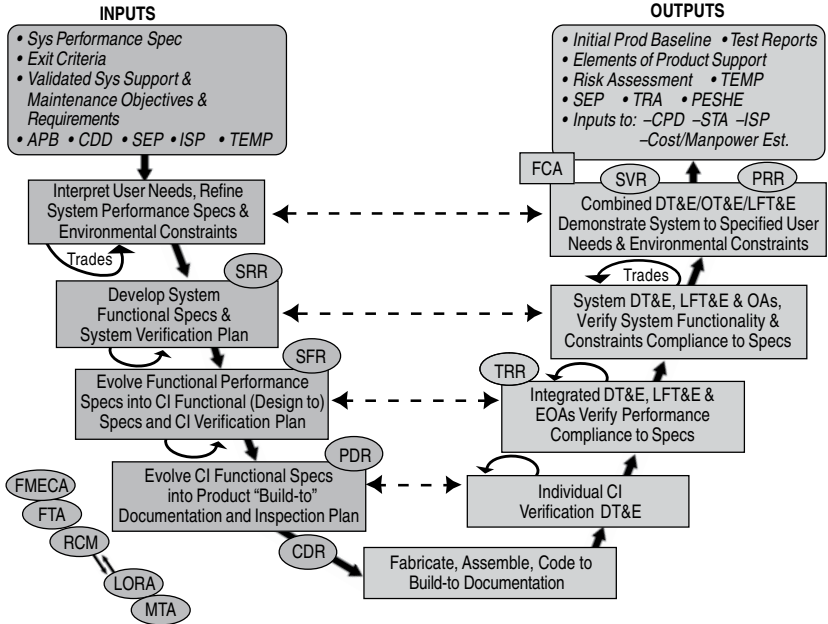 INPUTS
• Sys Performance Spec
• Exit Criteria
• Validated Sys Support &
Maintenance Objectives &
Requirements
• APB • CDD • SEP • ISP • TEMP
Interpret User Needs, Refine
System Performance Specs &
Environmental Constraints
Trades
SRR
Develop System
Functional Specs &
System Verification Plan
SFR
Evolve Functional Performance
Specs into CI Functional (Design to)
Specs and CI Verification Plan
PDR
Evolve CI Functional Specs
into Product “Build-to”
Documentation and Inspection Plan
CDR
FMECA
FTA
RCM
LORA
MTA
Fabricate, Assemble, Code to
Build-to Documentation
Individual CI
Verification DT&E
TRR
Integrated DT&E, LFT&E &
EOAs Verify Performance
Compliance to Specs
Trades
System DT&E, LFT&E & OAs,
Verify System Functionality &
Constraints Compliance to Specs
FCA
SVR
PRR
Combined DT&E/OT&E/LFT&E
Demonstrate System to Specified User
Needs & Environmental Constraints
OUTPUTS
• Initial Prod Baseline • Test Reports
• Elements of Product Support
• Risk Assessment • TEMP
• SEP • TRA • PESHE
• Inputs to: –CPD –STA –ISP
–Cost/Manpower Est.